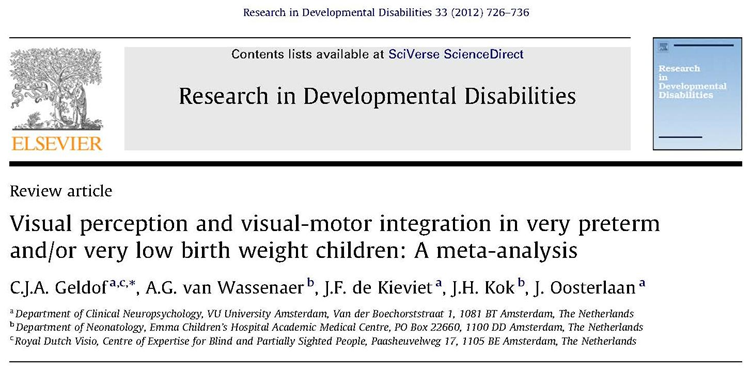 Research in Developmental Disabilities 33 (2012) 726–736
Contents lists available at SciVerse ScienceDirect
Research in Developmental Disabilities
ELSEVIER
Research
in
Developmental
Disabilities
Review article
Visual perception and visual-motor integration in very preterm
and/or very low birth weight children: A meta-analysis
C.J.A. Geldof a,c,*, A.G. van Wassenaer b, J.F. de Kieviet a, J.H. Kok b, J. Oosterlaan a
a Department of Clinical Neuropsychology, VU University Amsterdam, Van der Boechorststraat 1, 1081 BT Amsterdam, The Netherlands
b Department of Neonatology, Emma Children's Hospital Academic Medical Centre, PO Box 22660, 1100 DD Amsterdam, The Netherlands
c Royal Dutch Visio, Centre of Expertise for Blind and Partially Sighted People, Paasheuvelweg 17, 1105 BE Amsterdam, The Netherlands